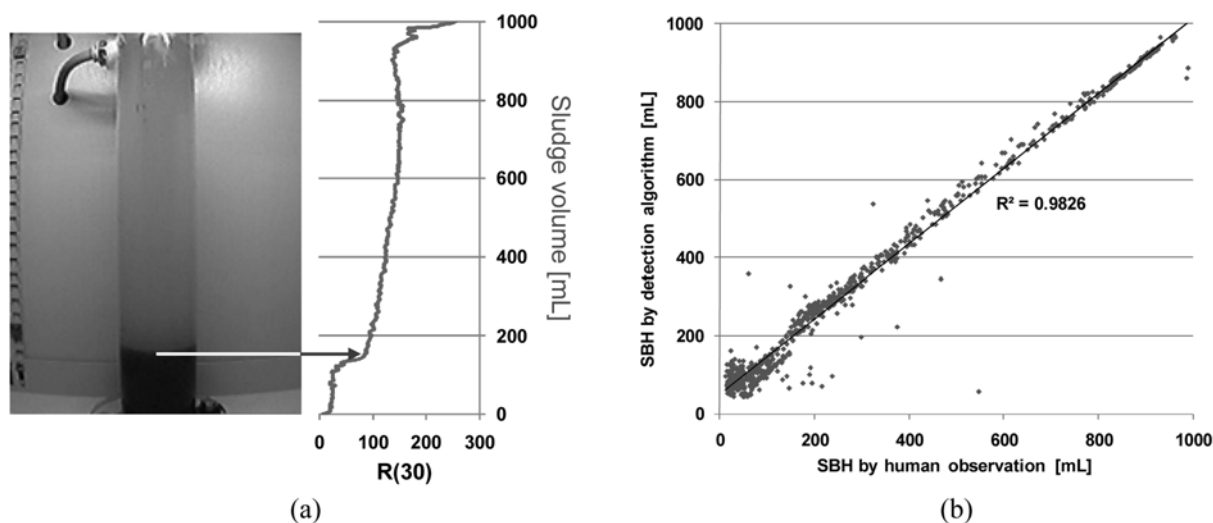 1000
800
600
400
200
0
Sludge volume [mL]
0 100 200 300
R(30)
(a)
1000
800
600
400
200
0
SBH by detection algorithm [mL]
R² = 0.9826
0 200 400 600 800 1000
SBH by human observation [mL]
(b)